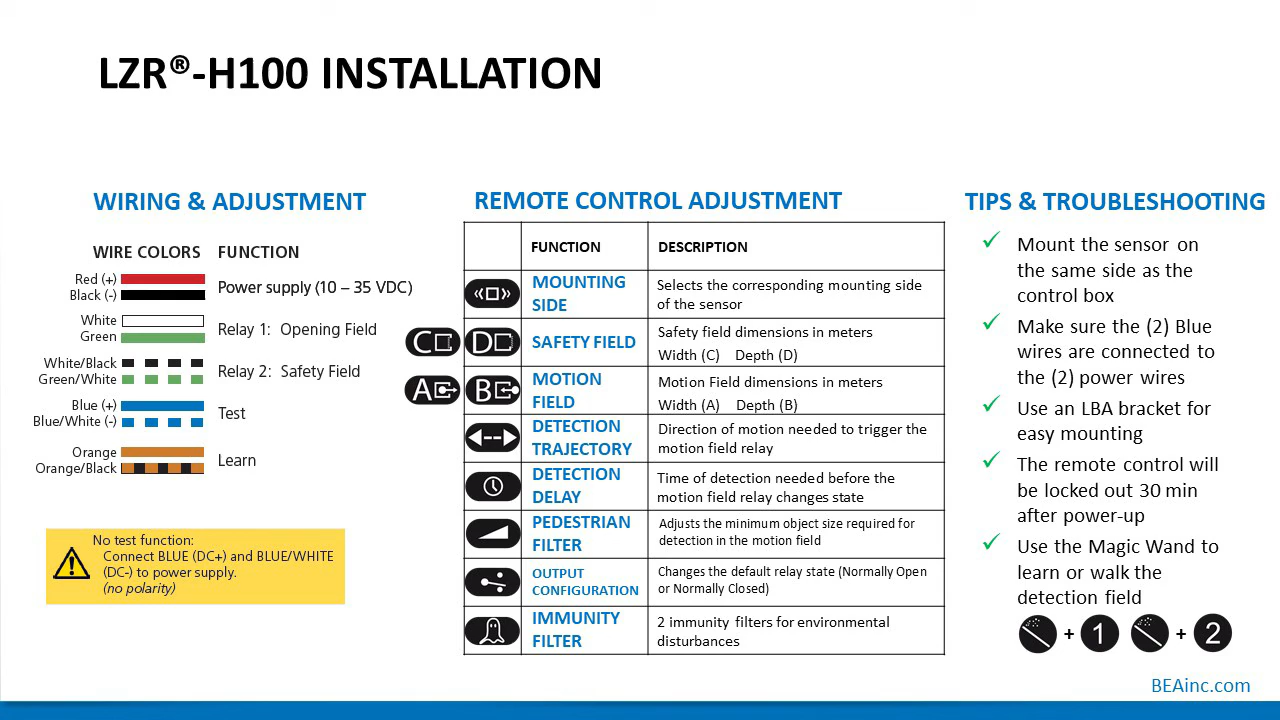 LZR®-H100 INSTALLATION
WIRING & ADJUSTMENT
WIRE COLORS FUNCTION
Red (+)
Black (-)
Power supply (10 – 35 VDC)
White
Green
Relay 1: Opening Field
White/Black
Green/White
Relay 2: Safety Field
Blue (+)
Blue/White (-)
Test
Orange
Orange/Black
Learn
No test function:
Connect BLUE (DC+) and BLUE/WHITE
(DC-) to power supply.
(no polarity)
REMOTE CONTROL ADJUSTMENT
FUNCTION DESCRIPTION
MOUNTING
SIDE
Selects the corresponding mounting side
of the sensor
C D
SAFETY FIELD
Safety field dimensions in meters
Width (C) Depth (D)
A B
MOTION
FIELD
Motion Field dimensions in meters
Width (A) Depth (B)
DETECTION
TRAJECTORY
Direction of motion needed to trigger the
motion field relay
DETECTION
DELAY
Time of detection needed before the
motion field relay changes state
PEDESTRIAN
FILTER
Adjusts the minimum object size required for
detection in the motion field
OUTPUT
CONFIGURATION
Changes the default relay state (Normally Open
or Normally Closed)
IMMUNITY
FILTER
2 immunity filters for environmental
disturbances
TIPS & TROUBLESHOOTING
Mount the sensor on
the same side as the
control box
Make sure the (2) Blue
wires are connected to
the (2) power wires
Use an LBA bracket for
easy mounting
The remote control will
be locked out 30 min
after power-up
Use the Magic Wand to
learn or walk the
detection field
+ 1 + 2
BEAinc.com